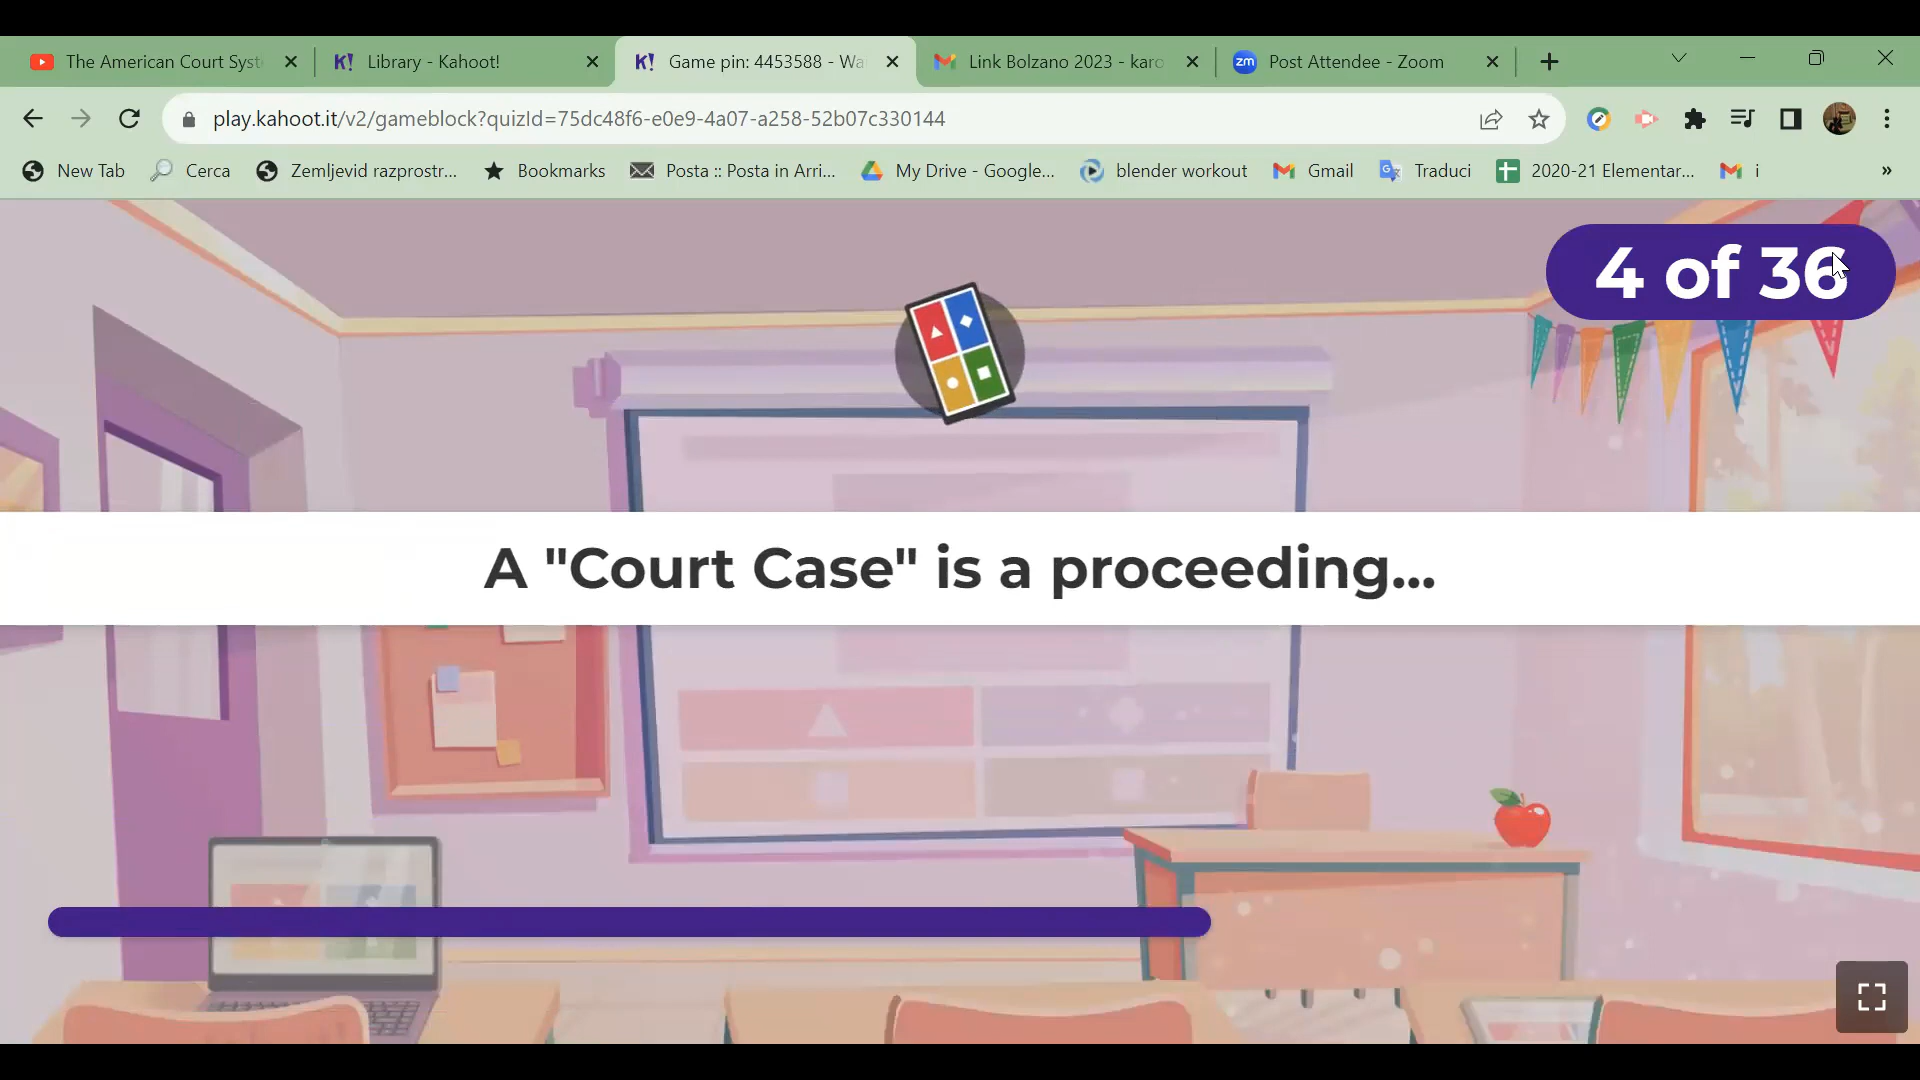 The American Court Syst
K! Library - Kahoot!
K! Game pin: 4453588 - Wa
Link Bolzano 2023 - karo
zm Post Attendee - Zoom
play.kahoot.it/v2/gameblock?quizId=75dc48f6-e0e9-4a07-a258-52b07c330144
New Tab
Cerca
Zemljevid razprostr...
Bookmarks
Posta :: Posta in Arri...
My Drive - Google...
blender workout
Gmail
Traduci
2020-21 Elementar...
i
»
4 of 36
A "Court Case" is a proceeding...